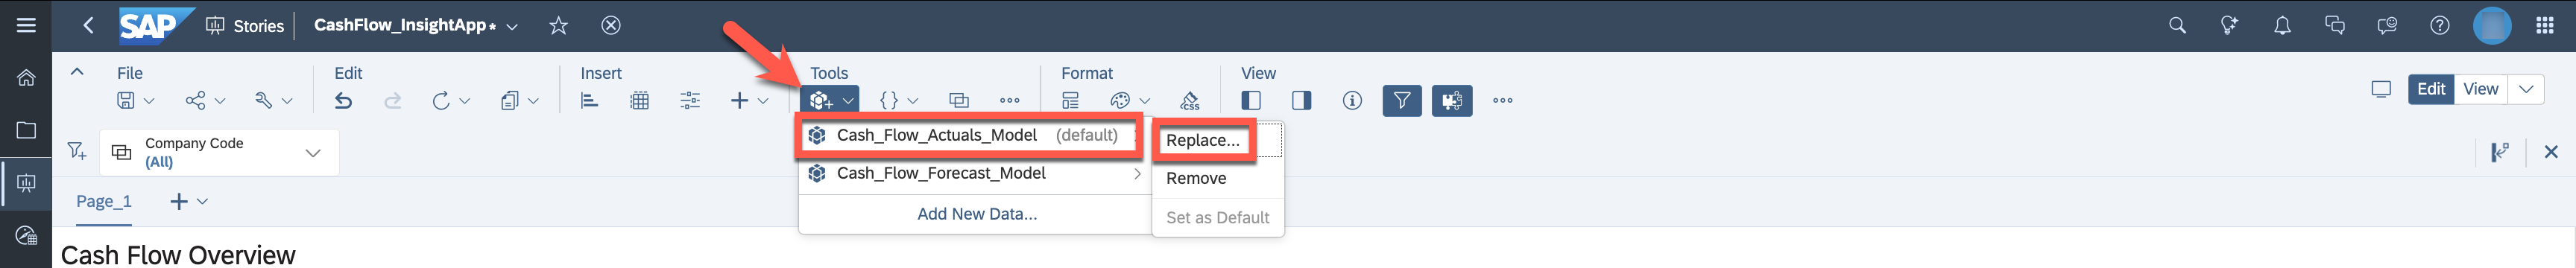 SAP Stories CashFlow_InsightApp* 
File Edit Insert Tools Format View
CSS
Edit View
Company Code
(All)
Cash_Flow_Actuals_Model (default)
Replace...
Cash_Flow_Forecast_Model
Remove
Page_1
Add New Data...
Set as Default
Cash Flow Overview